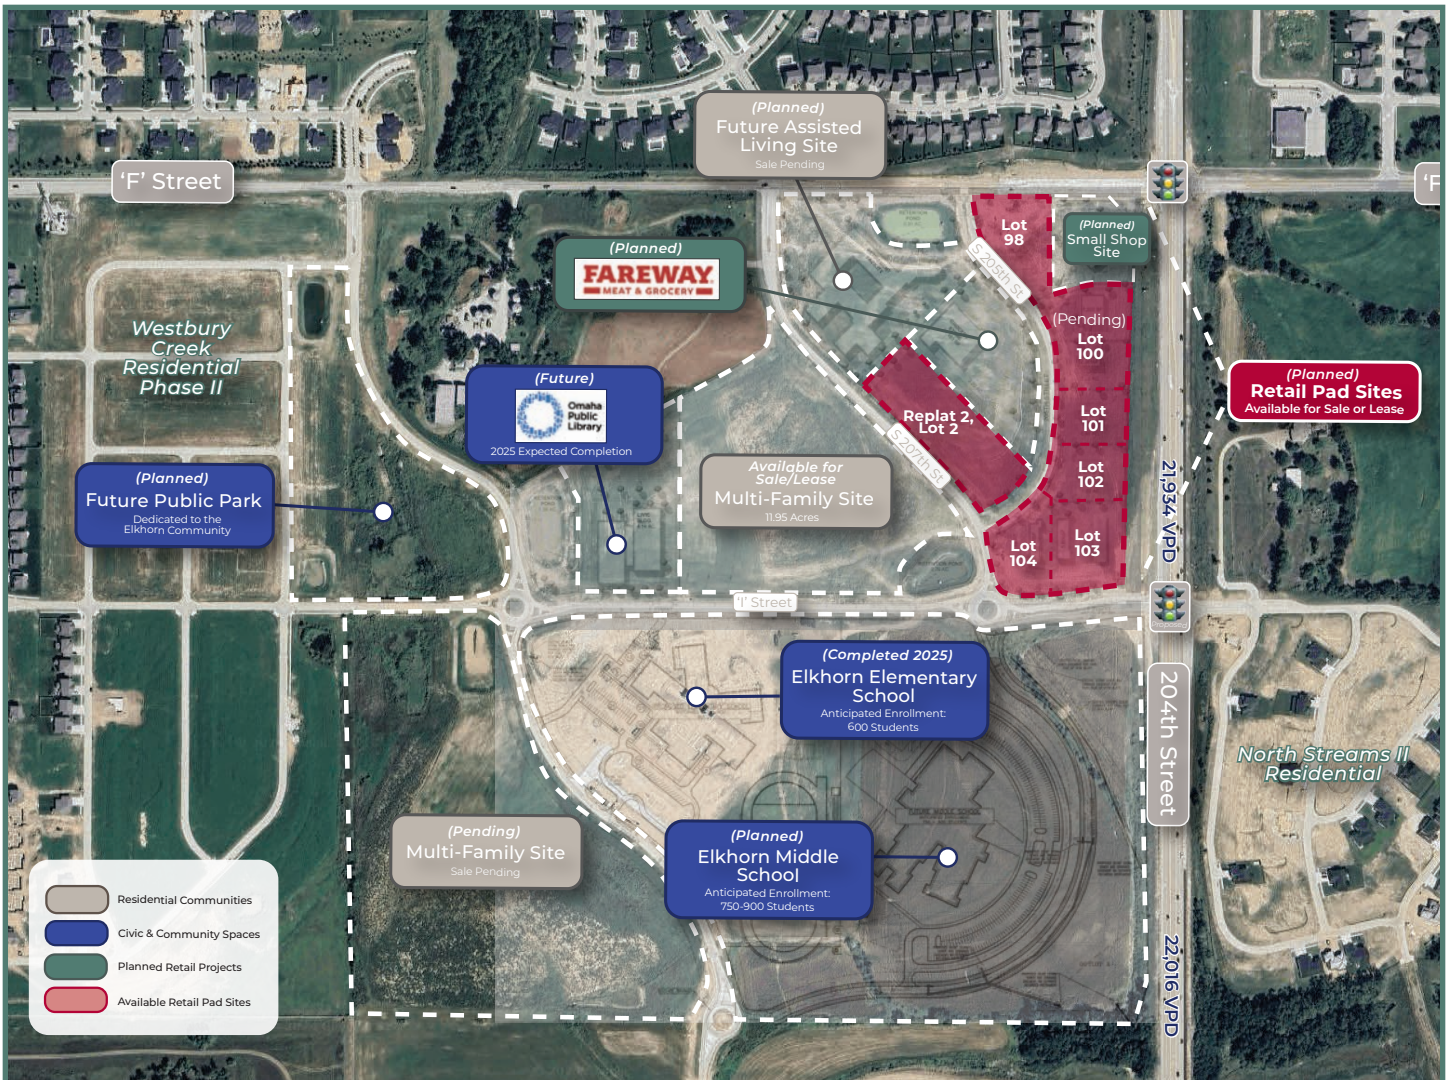 (Planned)
Future Assisted
Living Site
Sale Pending
'F' Street
'F
Lot
98
(Planned)
Small Shop
Site
S 205th St
(Planned)
FAREWAY
MEAT & GROCERY
(Pending)
Lot
100
Westbury
Creek
Residential
Phase II
(Planned)
Retail Pad Sites
Available for Sale or Lease
(Future)
Omaha
Public
Library
2025 Expected Completion
Replat 2,
Lot 2
Lot
101
S 207th St
Lot
102
21,934 VPD
Available for
Sale/Lease
Multi-Family Site
11.95 Acres
(Planned)
Future Public Park
Dedicated to the
Elkhorn Community
Lot
103
Lot
104
'I' Street
(Completed 2025)
Elkhorn Elementary
School
Anticipated Enrollment:
600 Students
204th Street
North Streams II
Residential
(Pending)
Multi-Family Site
Sale Pending
(Planned)
Elkhorn Middle
School
Anticipated Enrollment:
750-900 Students
22,016 VPD
Residential Communities
Civic & Community Spaces
Planned Retail Projects
Available Retail Pad Sites